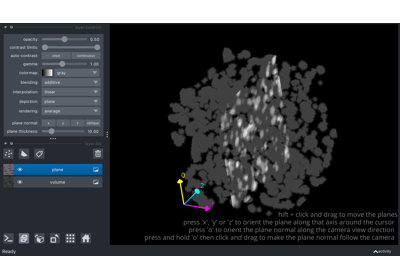 layer controls
opacity: 0.50
contrast limits:
auto-contrast: once continuous
gamma: 1.00
colormap: gray
blending: additive
interpolation: linear
depiction: plane
rendering: average
plane normal x y z oblique
plane thickness: 10.00
layer list
plane
volume
0
2
hift + click and drag to move the planes
press 'x', 'y' or 'z' to orient the plane along that axis around the cursor
press 'o' to orient the plane normal along the camera view direction
press and hold 'o' then click and drag to make the plane normal follow the camera
Ready
activity